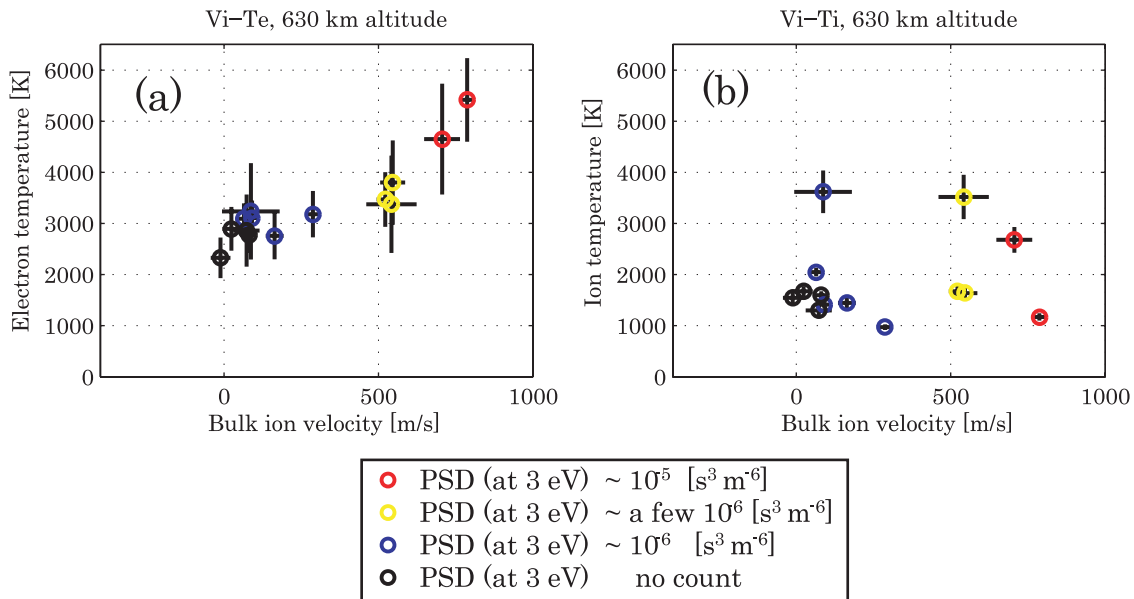 Vi−Te, 630 km altitude
(a)
Electron temperature [K]
6000
5000
4000
3000
2000
1000
0
0 500 1000
Bulk ion velocity [m/s]
Vi−Ti, 630 km altitude
(b)
Ion temperature [K]
6000
5000
4000
3000
2000
1000
0
0 500 1000
Bulk ion velocity [m/s]
PSD (at 3 eV) ~ 10⁻⁵ [s³ m⁻⁶]
PSD (at 3 eV) ~ a few 10⁻⁶ [s³ m⁻⁶]
PSD (at 3 eV) ~ 10⁻⁶ [s³ m⁻⁶]
PSD (at 3 eV) no count